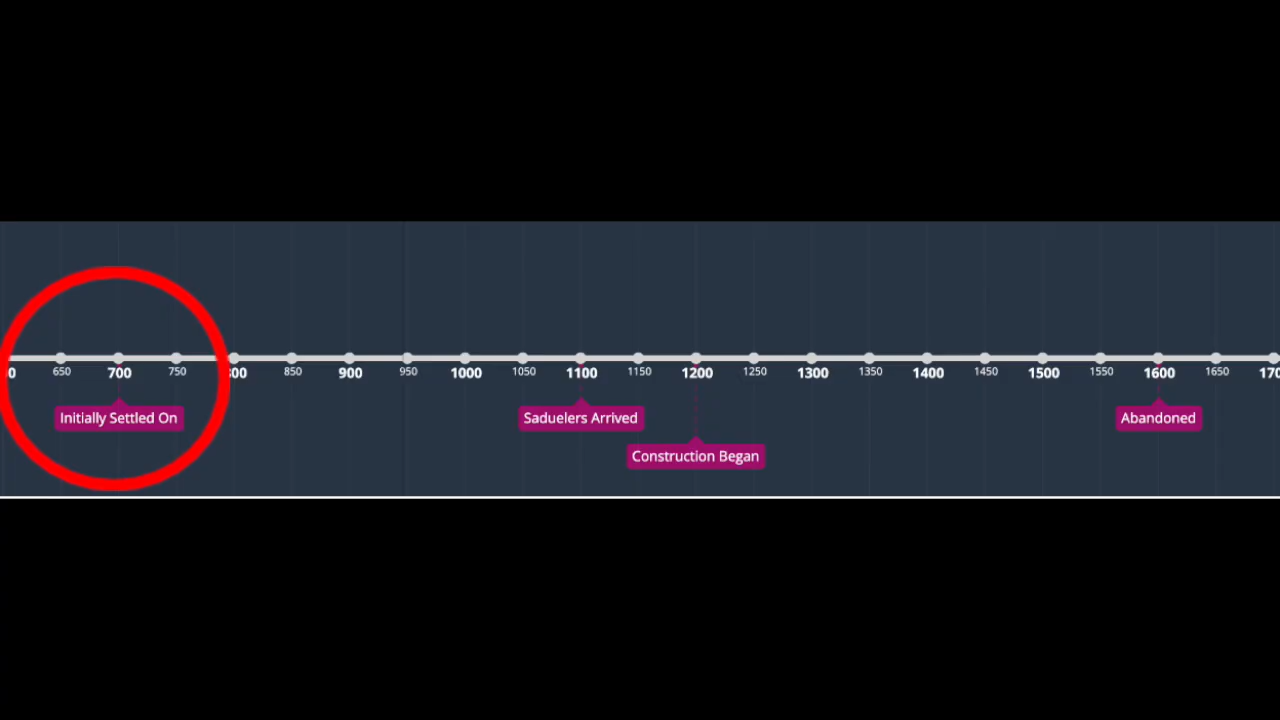 650 700 750 800 850 900 950 1000 1050 1100 1150 1200 1250 1300 1350 1400 1450 1500 1550 1600 1650
Initially Settled On
Saduelers Arrived
Abandoned
Construction Began